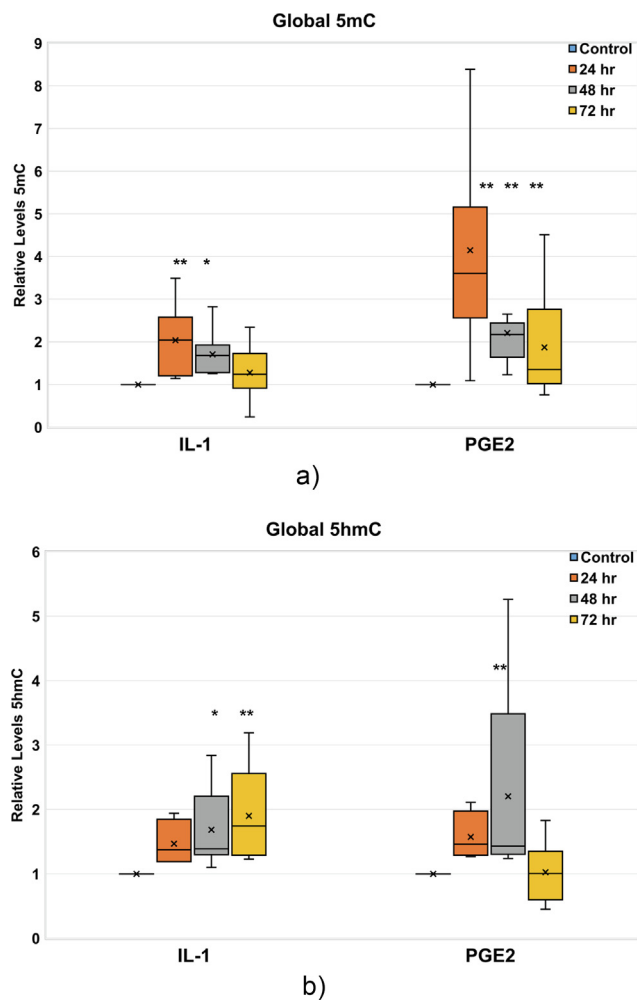 Global 5mC
Relative Levels 5mC
9
8
7
6
5
4
3
2
1
0
Control
24 hr
48 hr
72 hr
** *
** ** **
IL-1 PGE2
a)
Global 5hmC
Relative Levels 5hmC
6
5
4
3
2
1
0
Control
24 hr
48 hr
72 hr
**
* **
IL-1 PGE2
b)